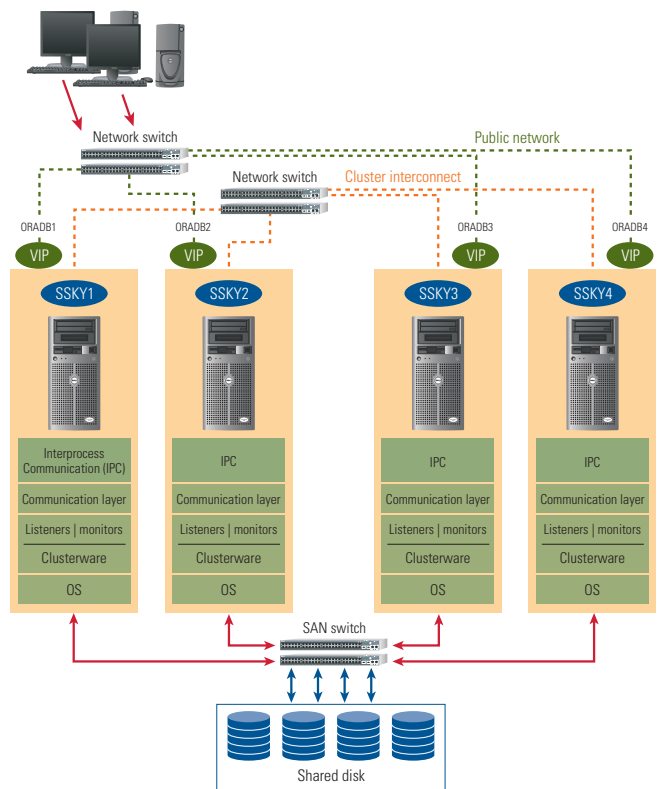 Network switch
Public network
Network switch
Cluster interconnect
ORADB1
ORADB2
ORADB3
ORADB4
VIP
VIP
VIP
VIP
SSKY1
SSKY2
SSKY3
SSKY4
Interprocess
Communication (IPC)
IPC
IPC
IPC
Communication layer
Communication layer
Communication layer
Communication layer
Listeners | monitors
Listeners | monitors
Listeners | monitors
Listeners | monitors
Clusterware
Clusterware
Clusterware
Clusterware
OS
OS
OS
OS
SAN switch
Shared disk